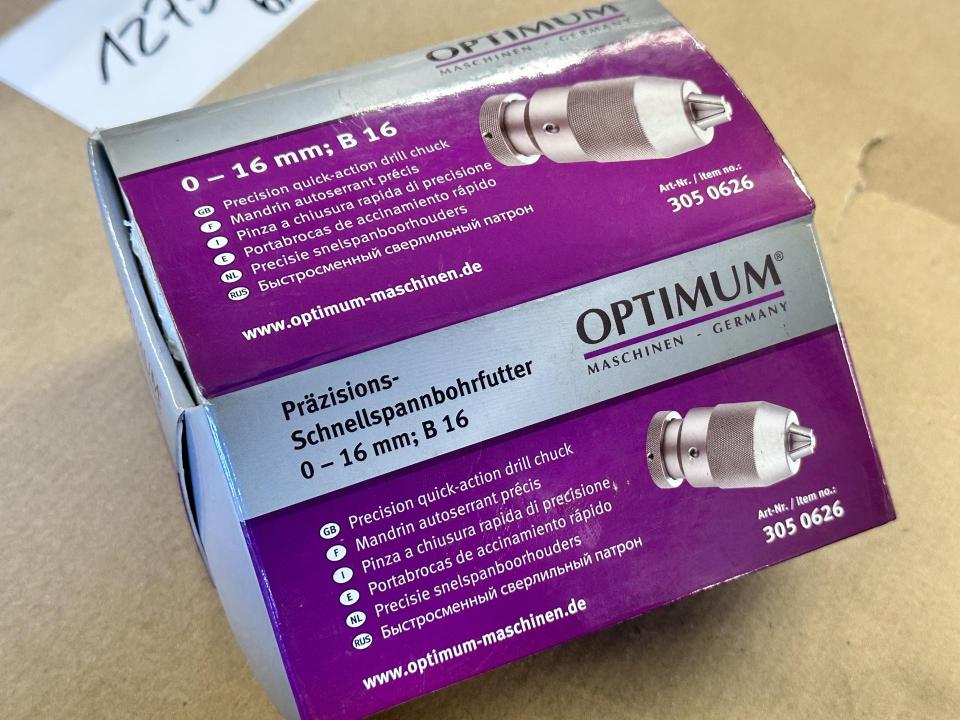 OPTIMUM
MASCHINEN - GERMANY
0 – 16 mm; B 16
GB Precision quick-action drill chuck
F Mandrin autoserrant précis
I Pinza a chiusura rapida di precisione
E Portabrocas de accinamiento rápido
NL Precisie snelspanboorhouders
RUS Быстросменный сверлильный патрон
www.optimum-maschinen.de
Art-Nr. / Item no.:
305 0626
OPTIMUM®
MASCHINEN - GERMANY
Präzisions-
Schnellspannbohrfutter
0 – 16 mm; B 16
GB Precision quick-action drill chuck
F Mandrin autoserrant précis
I Pinza a chiusura rapida di precisione
E Portabrocas de accinamiento rápido
NL Precisie snelspanboorhouders
RUS Быстросменный сверлильный патрон
www.optimum-maschinen.de
Art-Nr. / Item no.:
305 0626